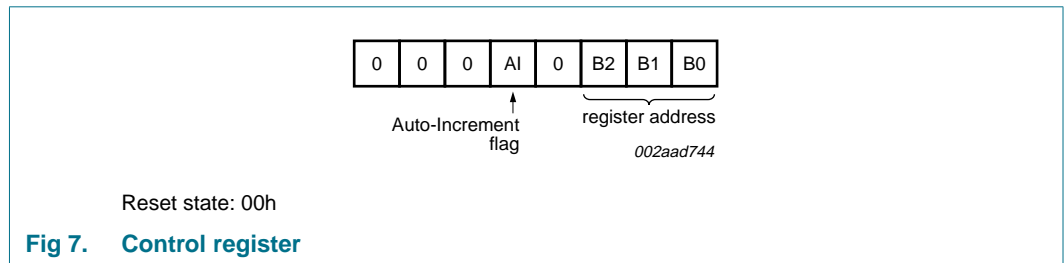 0 0 0 AI 0 B2 B1 B0
Auto-Increment
flag
register address
002aad744
Reset state: 00h
Fig 7. Control register